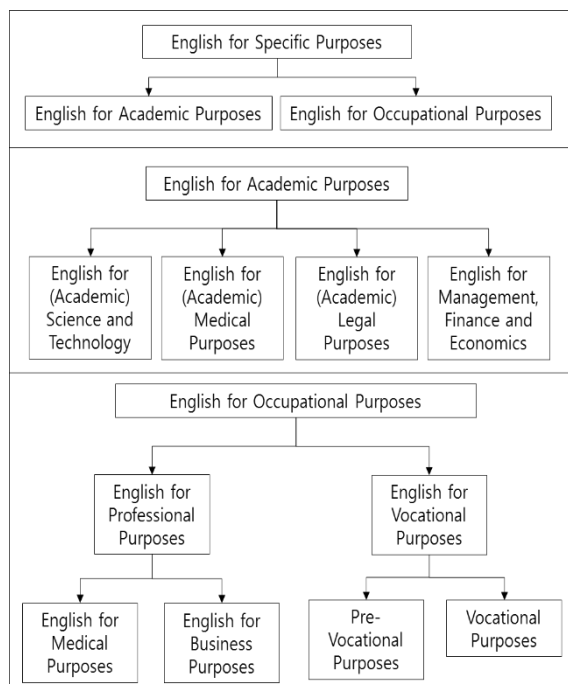 English for Specific Purposes
English for Academic Purposes
English for Occupational Purposes
English for Academic Purposes
English for
(Academic)
Science and
Technology
English for
(Academic)
Medical
Purposes
English for
(Academic)
Legal
Purposes
English for
Management,
Finance and
Economics
English for Occupational Purposes
English for
Professional
Purposes
English for
Vocational
Purposes
English for
Medical
Purposes
English for
Business
Purposes
Pre-
Vocational
Purposes
Vocational
Purposes